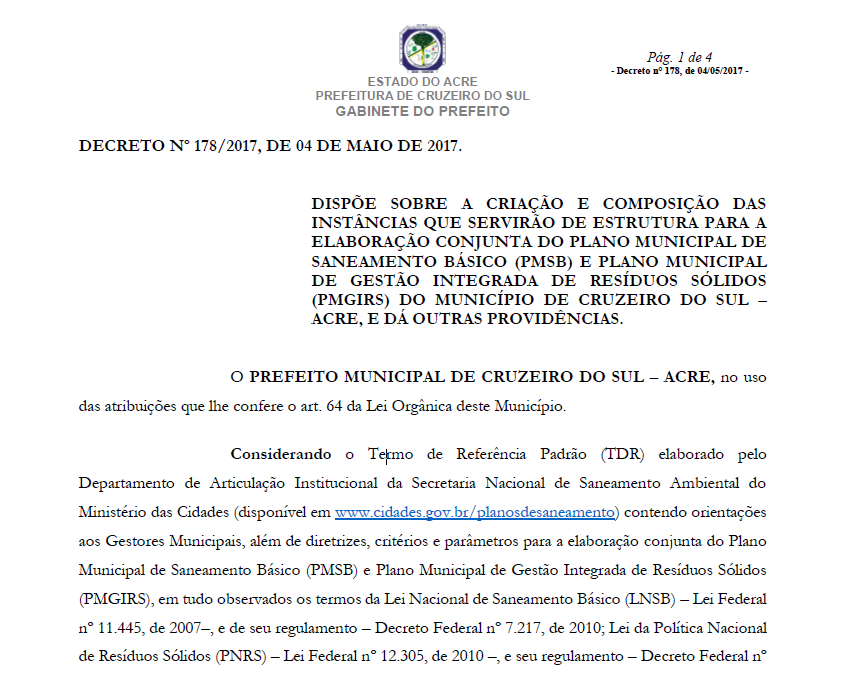 Pág. 1 de 4
- Decreto nº 178, de 04/05/2017 -
ESTADO DO ACRE
PREFEITURA DE CRUZEIRO DO SUL
GABINETE DO PREFEITO
DECRETO Nº 178/2017, DE 04 DE MAIO DE 2017.
DISPÕE SOBRE A CRIAÇÃO E COMPOSIÇÃO DAS
INSTÂNCIAS QUE SERVIRÃO DE ESTRUTURA PARA A
ELABORAÇÃO CONJUNTA DO PLANO MUNICIPAL DE
SANEAMENTO BÁSICO (PMSB) E PLANO MUNICIPAL
DE GESTÃO INTEGRADA DE RESÍDUOS SÓLIDOS
(PMGIRS) DO MUNICÍPIO DE CRUZEIRO DO SUL –
ACRE, E DÁ OUTRAS PROVIDÊNCIAS.
O PREFEITO MUNICIPAL DE CRUZEIRO DO SUL – ACRE, no uso
das atribuições que lhe confere o art. 64 da Lei Orgânica deste Município.
Considerando o Termo de Referência Padrão (TDR) elaborado pelo
Departamento de Articulação Institucional da Secretaria Nacional de Saneamento Ambiental do
Ministério das Cidades (disponível em www.cidades.gov.br/planosdesaneamento) contendo orientações
aos Gestores Municipais, além de diretrizes, critérios e parâmetros para a elaboração conjunta do Plano
Municipal de Saneamento Básico (PMSB) e Plano Municipal de Gestão Integrada de Resíduos Sólidos
(PMGIRS), em tudo observados os termos da Lei Nacional de Saneamento Básico (LNSB) – Lei Federal
nº 11.445, de 2007–, e de seu regulamento – Decreto Federal nº 7.217, de 2010; Lei da Política Nacional
de Resíduos Sólidos (PNRS) – Lei Federal nº 12.305, de 2010 –, e seu regulamento – Decreto Federal nº